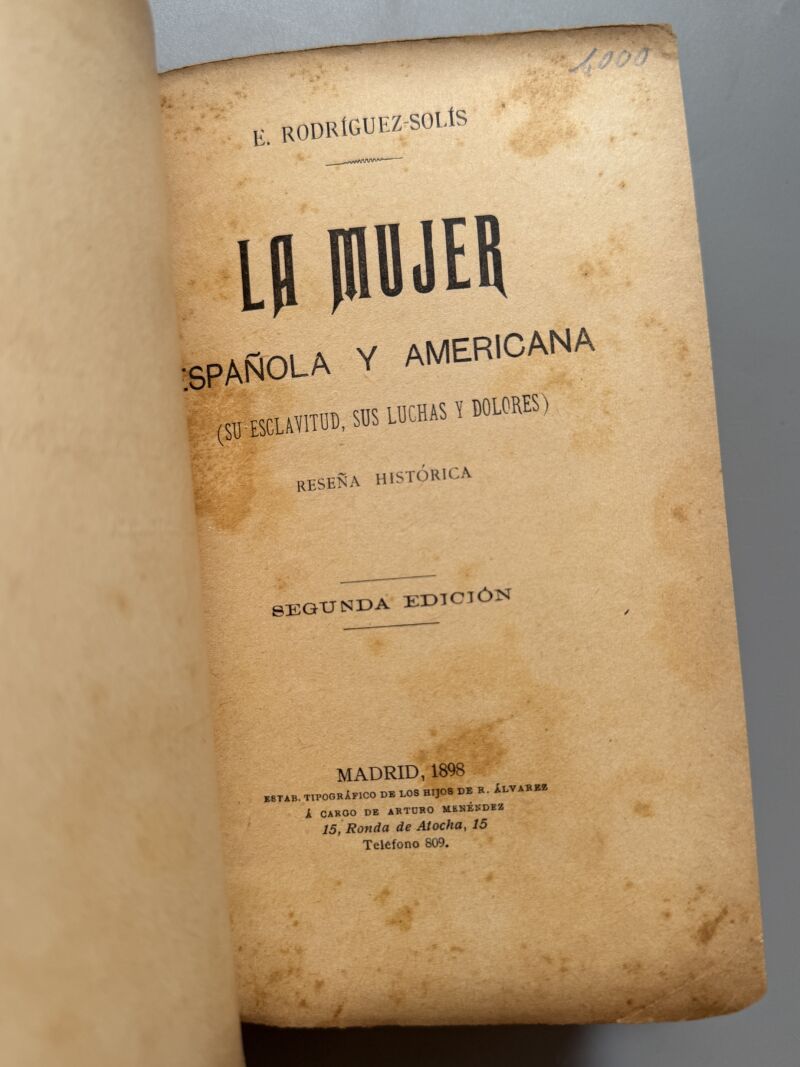 4000
E. RODRÍGUEZ-SOLÍS
LA MUJER
ESPAÑOLA Y AMERICANA
(SU ESCLAVITUD, SUS LUCHAS Y DOLORES)
RESEÑA HISTÓRICA
SEGUNDA EDICIÓN
MADRID, 1898
ESTAB. TIPOGRÁFICO DE LOS HIJOS DE R. ÁLVAREZ
Á CARGO DE ARTURO MENÉNDEZ
15, Ronda de Atocha, 15
Teléfono 809.